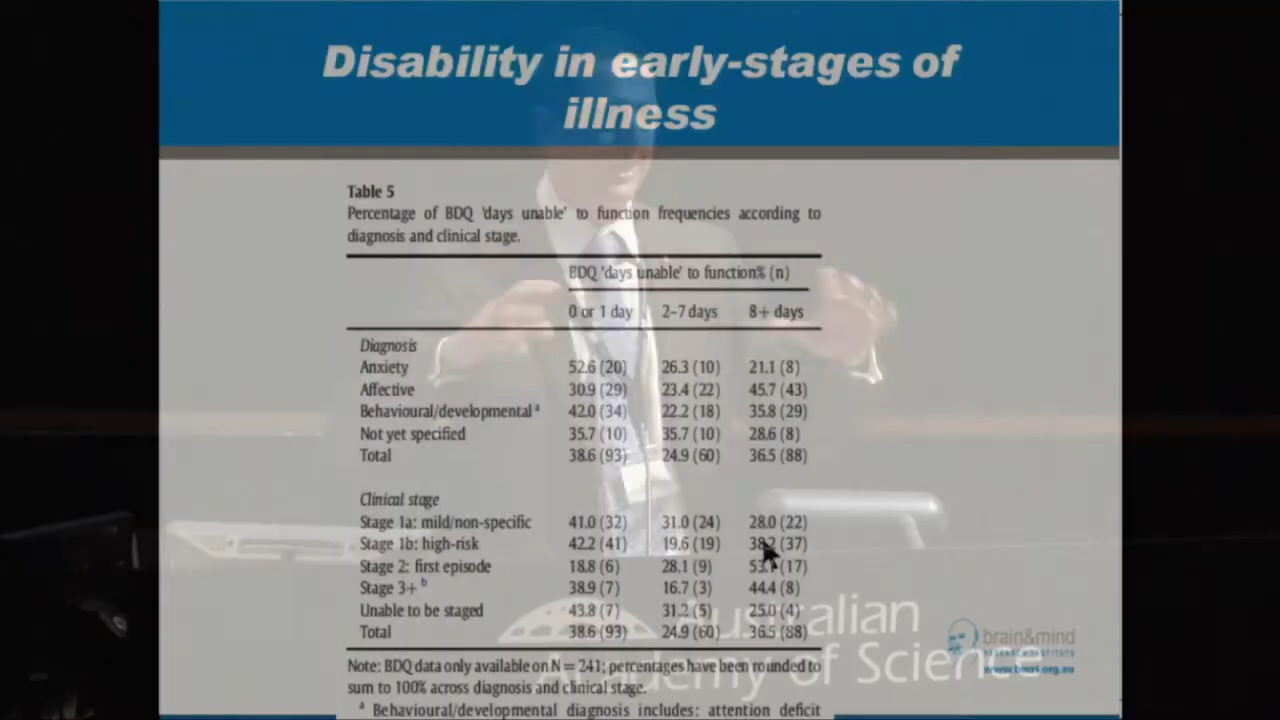 Disability in early-stages of
illness
Table 5
Percentage of BDQ 'days unable' to function frequencies according to
diagnosis and clinical stage.
BDQ 'days unable' to function% (n)
0 or 1 day 2-7 days 8+ days
Diagnosis
Anxiety 52.6 (20) 26.3 (10) 21.1 (8)
Affective 30.9 (29) 23.4 (22) 45.7 (43)
Behavioural/developmental a 42.0 (34) 22.2 (18) 35.8 (29)
Not yet specified 35.7 (10) 35.7 (10) 28.6 (8)
Total 38.6 (93) 24.9 (60) 36.5 (88)
Clinical stage
Stage 1a: mild/non-specific 41.0 (32) 31.0 (24) 28.0 (22)
Stage 1b: high-risk 42.2 (41) 19.6 (19) (37)
Stage 2: first episode 18.8 (6) 28.1 (9) (17)
Stage 3+ b 38.9 (7) 16.7 (3) 44.4 (8)
Unable to be staged 43.8 (7) 31.2 (5) 25.0 (4)
Total 38.6 (93) 24.9 (60) 36.5 (88)
Note: BDQ data only available on N = 241; percentages have been rounded to
sum to 100% across diagnosis and clinical stage.
a Behavioural/developmental diagnosis includes: attention deficit
Australian
Academy of Science
brain&mind
www.bmri.org.au